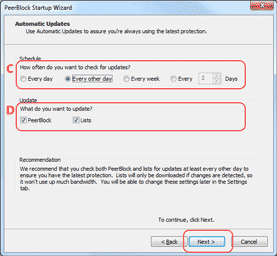 PeerBlock Startup Wizard
Automatic Updates
Use Automatic Updates to assure you're always using the latest protection.
Schedule
C
How often do you want to check for updates?
Every day Every other day Every week Every 2 Days
Update
D
What do you want to update?
PeerBlock Lists
Recommendation
We recommend that you check both PeerBlock and lists for updates at least every other day to
ensure you have the latest protection. Lists will only be downloaded if changes are detected, so
it won't use up much bandwidth. You will be able to change these settings later in the Settings
tab.
To continue, click Next.
< Back Next > Cancel